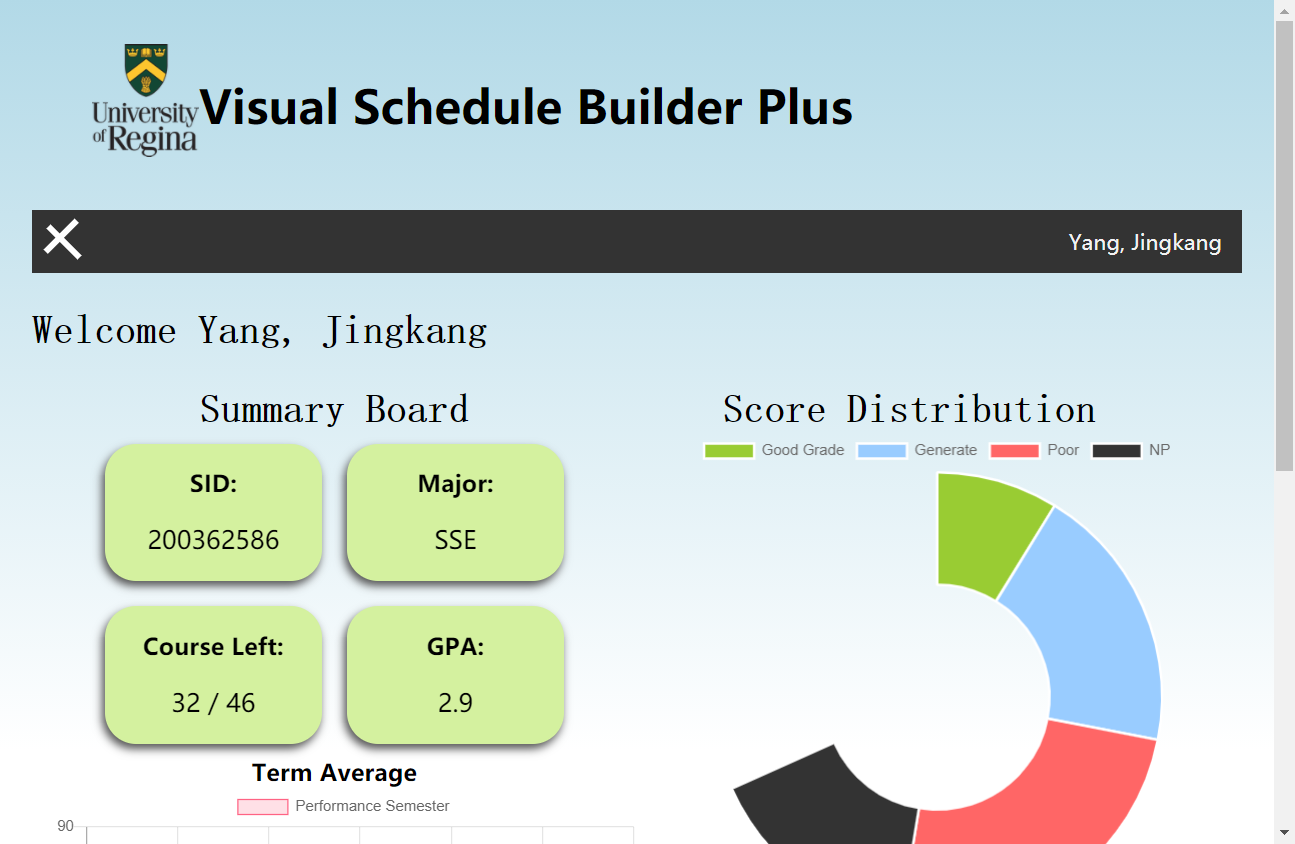 University
of Regina
Visual Schedule Builder Plus
Yang, Jingkang
Welcome Yang, Jingkang
Summary Board
SID:
200362586
Major:
SSE
Course Left:
32 / 46
GPA:
2.9
Term Average
Performance Semester
90
Score Distribution
Good Grade Generate Poor NP